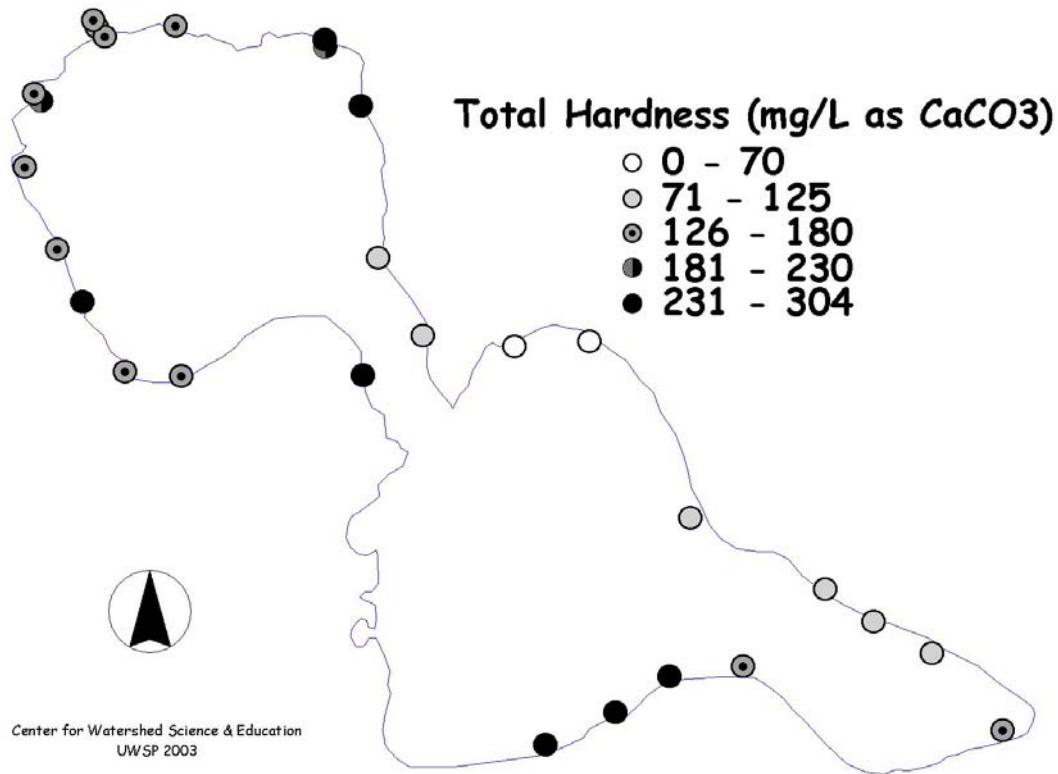 Total Hardness (mg/L as CaCO3)
0 - 70
71 - 125
126 - 180
181 - 230
231 - 304
Center for Watershed Science & Education
UWSP 2003